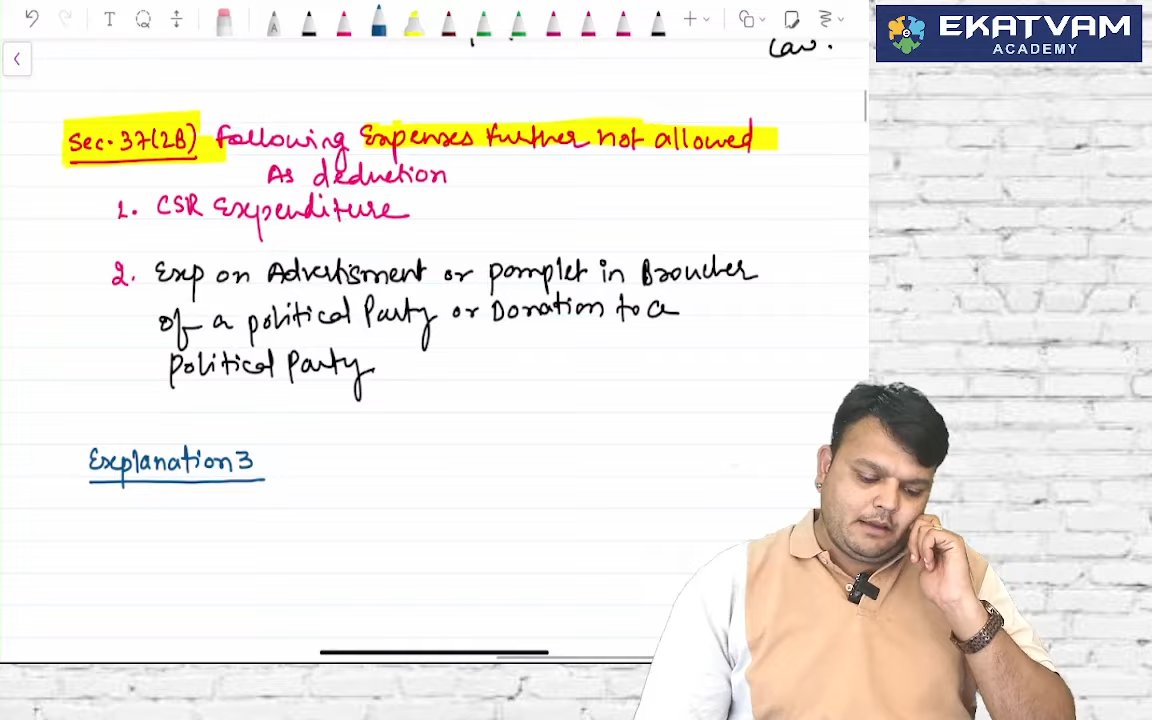 EKATVAM
ACADEMY
Law.
Sec. 37(2B) Following Expenses further not allowed
As deduction
1. CSR Expenditure
2. Exp on Advertisment or pamplet in Broucher
of a political Party or Donation to a
political Party
Explanation 3